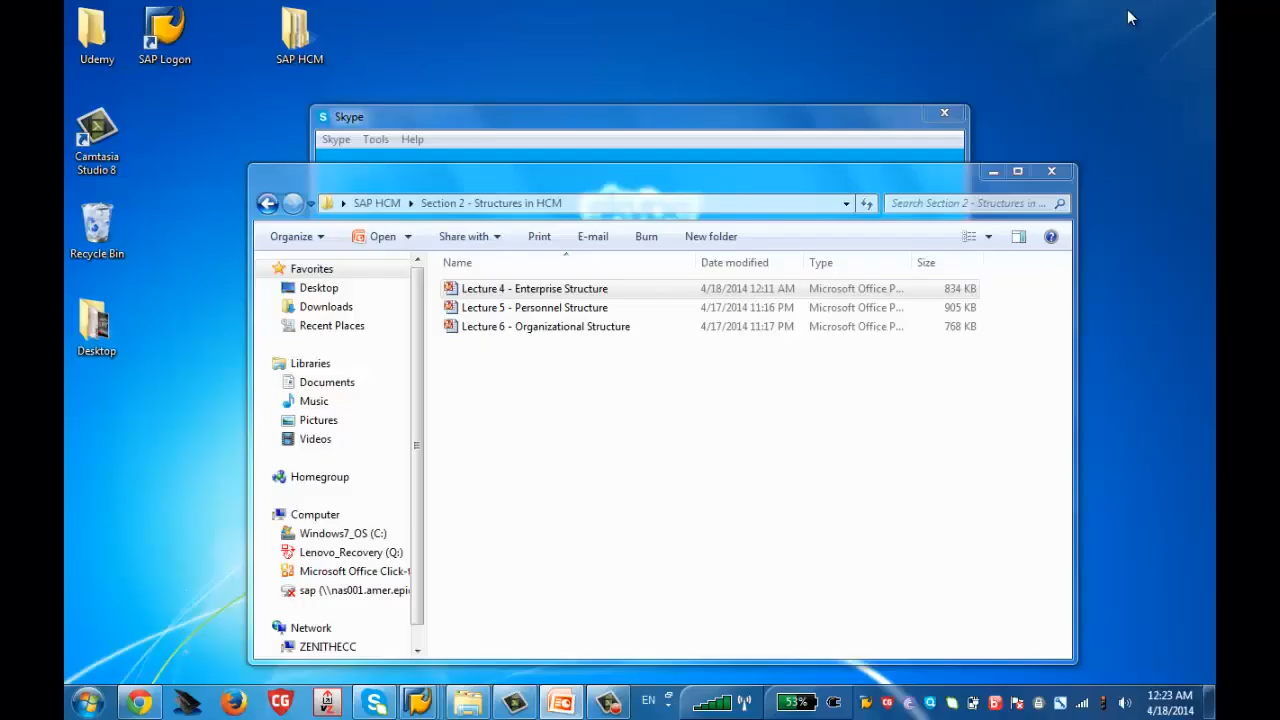 Udemy
SAP Logon
SAP HCM
Camtasia
Studio 8
Recycle Bin
Desktop
Skype
Skype Tools Help
SAP HCM Section 2 - Structures in HCM
Search Section 2 - Structures in ...
Organize Open Share with Print E-mail Burn New folder
Name Date modified Type Size
Lecture 4 - Enterprise Structure 4/18/2014 12:11 AM Microsoft Office P... 834 KB
Lecture 5 - Personnel Structure 4/17/2014 11:16 PM Microsoft Office P... 905 KB
Lecture 6 - Organizational Structure 4/17/2014 11:17 PM Microsoft Office P... 768 KB
Favorites
Desktop
Downloads
Recent Places
Libraries
Documents
Music
Pictures
Videos
Homegroup
Computer
Windows7_OS (C:)
Lenovo_Recovery (Q:)
Microsoft Office Click-t
sap (\\nas001.amer.epi
Network
ZENITHECC
CG
EN
53%
12:23 AM
4/18/2014